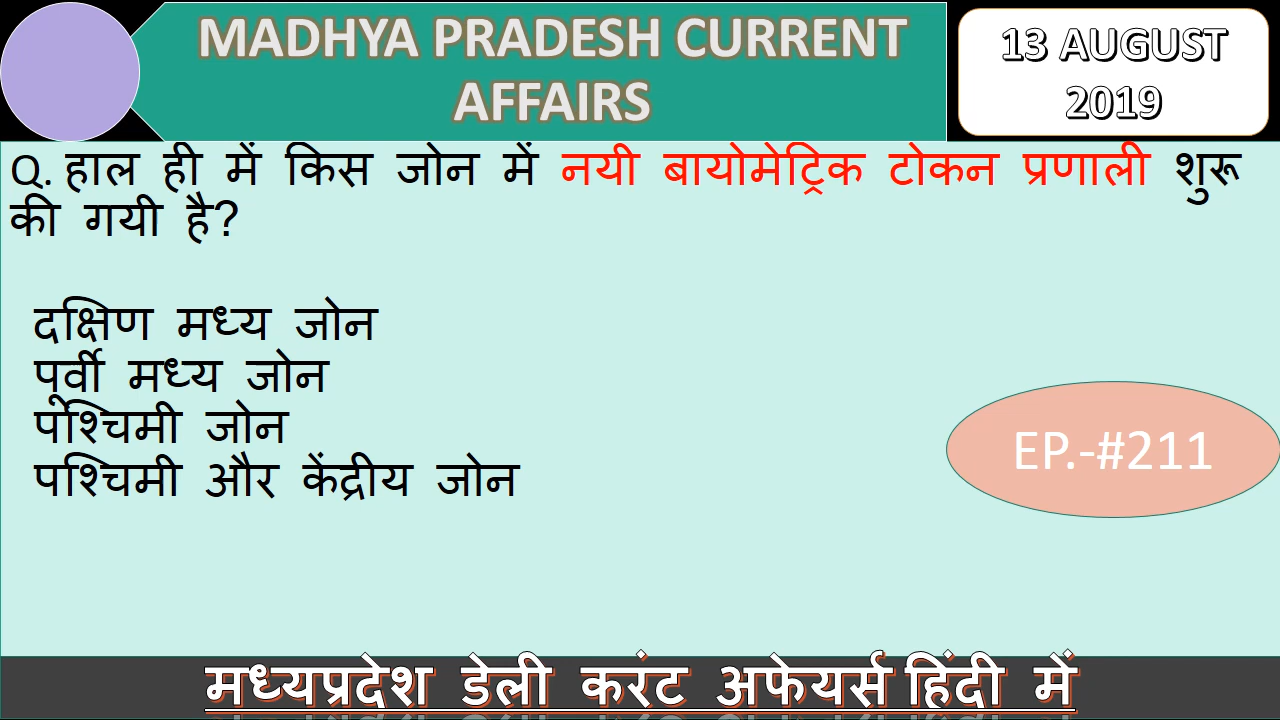 MADHYA PRADESH CURRENT
AFFAIRS
13 AUGUST
2019
Q. हाल ही में किस जोन में नयी बायोमेट्रिक टोकन प्रणाली शुरू
की गयी है?
दक्षिण मध्य जोन
पूर्वी मध्य जोन
पश्चिमी जोन
पश्चिमी और केंद्रीय जोन
EP.-#211
मध्यप्रदेश डेली करंट अफेयर्स हिंदी में